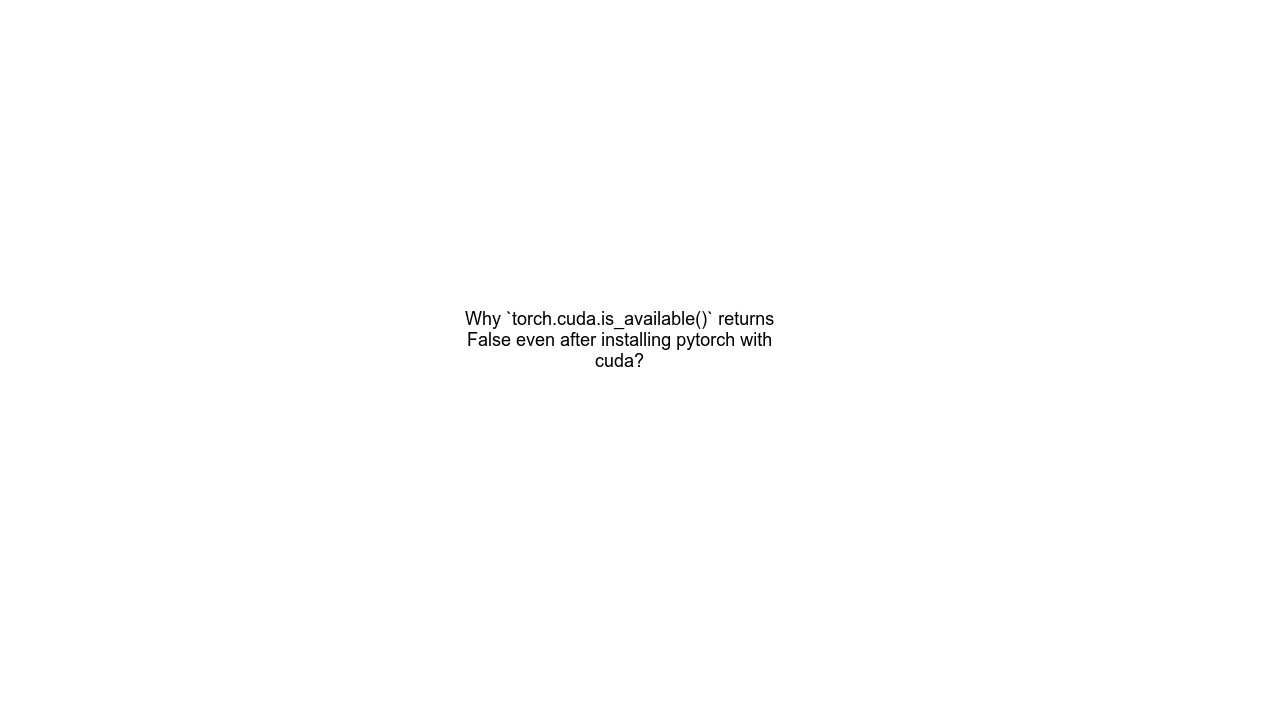 Why `torch.cuda.is_available()` returns
False even after installing pytorch with
cuda?